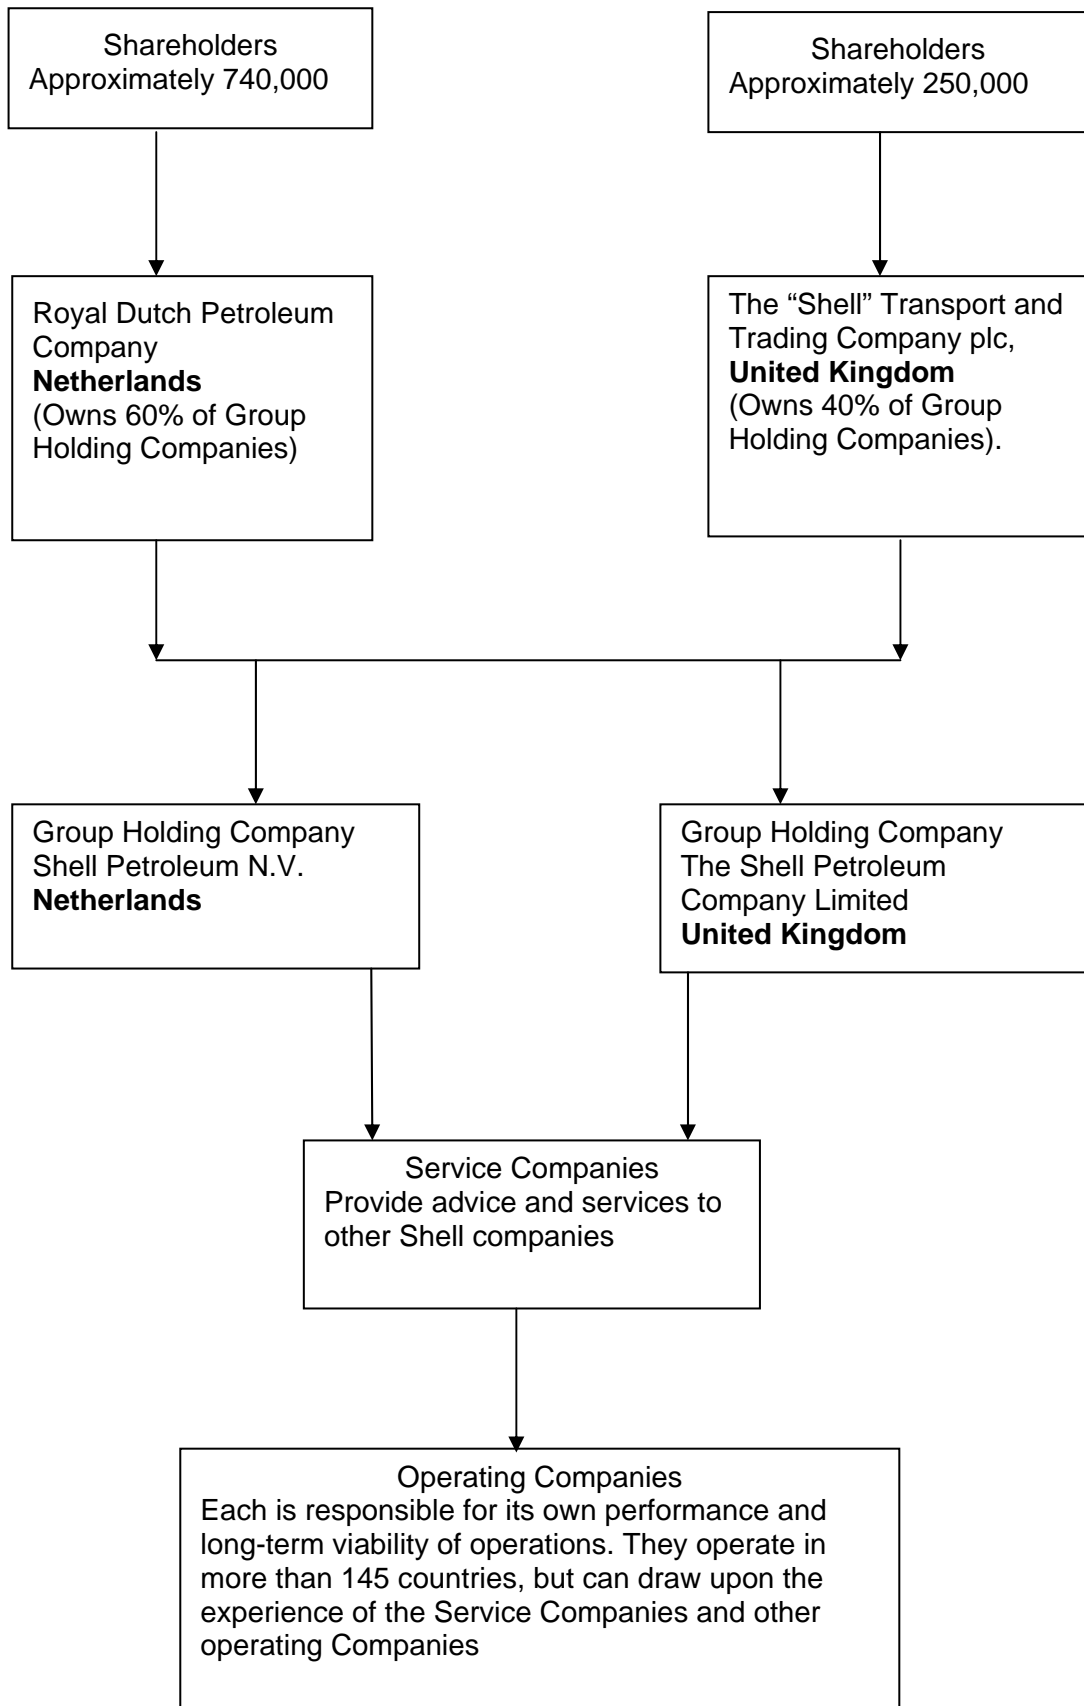 Shareholders
Approximately 740,000
Shareholders
Approximately 250,000
Royal Dutch Petroleum
Company
Netherlands
(Owns 60% of Group
Holding Companies)
The “Shell” Transport and
Trading Company plc,
United Kingdom
(Owns 40% of Group
Holding Companies).
Group Holding Company
Shell Petroleum N.V.
Netherlands
Group Holding Company
The Shell Petroleum
Company Limited
United Kingdom
Service Companies
Provide advice and services to
other Shell companies
Operating Companies
Each is responsible for its own performance and
long-term viability of operations. They operate in
more than 145 countries, but can draw upon the
experience of the Service Companies and other
operating Companies